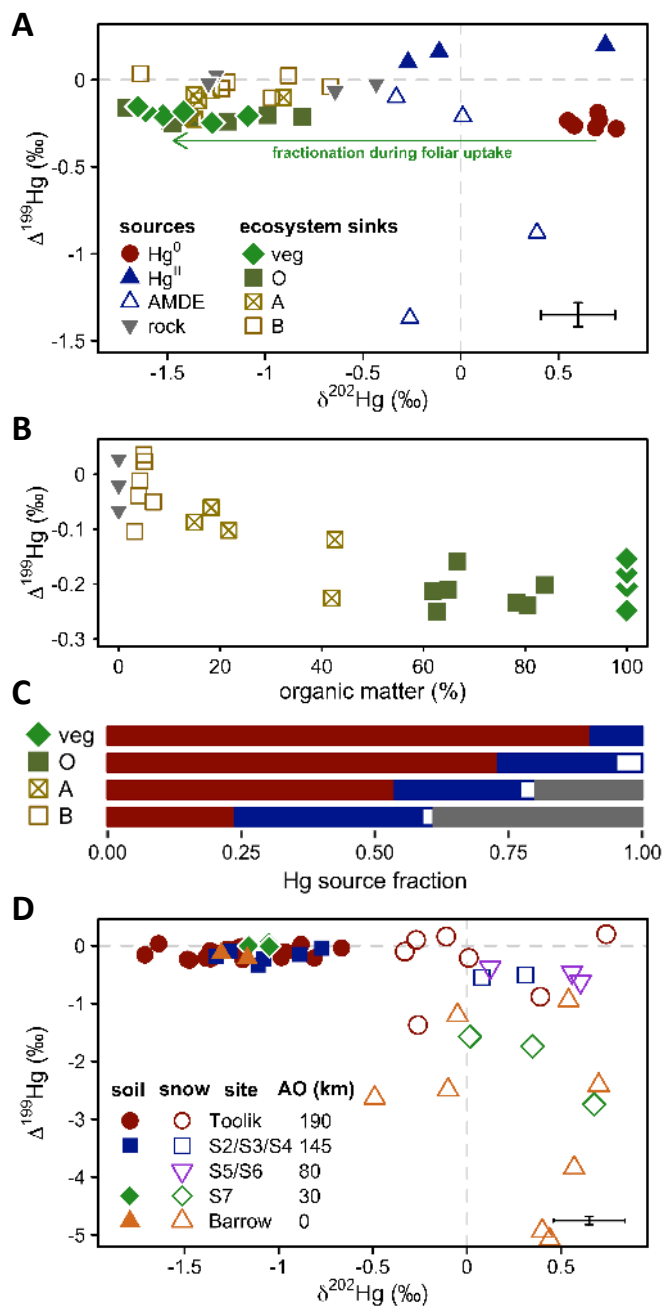 A
0.5
0
-0.5
-1
-1.5
Δ199Hg (‰)
fractionation during foliar uptake
sources ecosystem sinks
Hg0 veg
HgII O
AMDE A
rock B
-1.5 -1 -0.5 0 0.5
δ202Hg (‰)
B
0
-0.1
-0.2
-0.3
Δ199Hg (‰)
0 20 40 60 80 100
organic matter (%)
C
veg
O
A
B
0.00 0.25 0.50 0.75 1.00
Hg source fraction
D
0
-1
-2
-3
-4
-5
Δ199Hg (‰)
soil snow site AO (km)
Toolik 190
S2/S3/S4 145
S5/S6 80
S7 30
Barrow 0
-1.5 -1 -0.5 0 0.5
δ202Hg (‰)